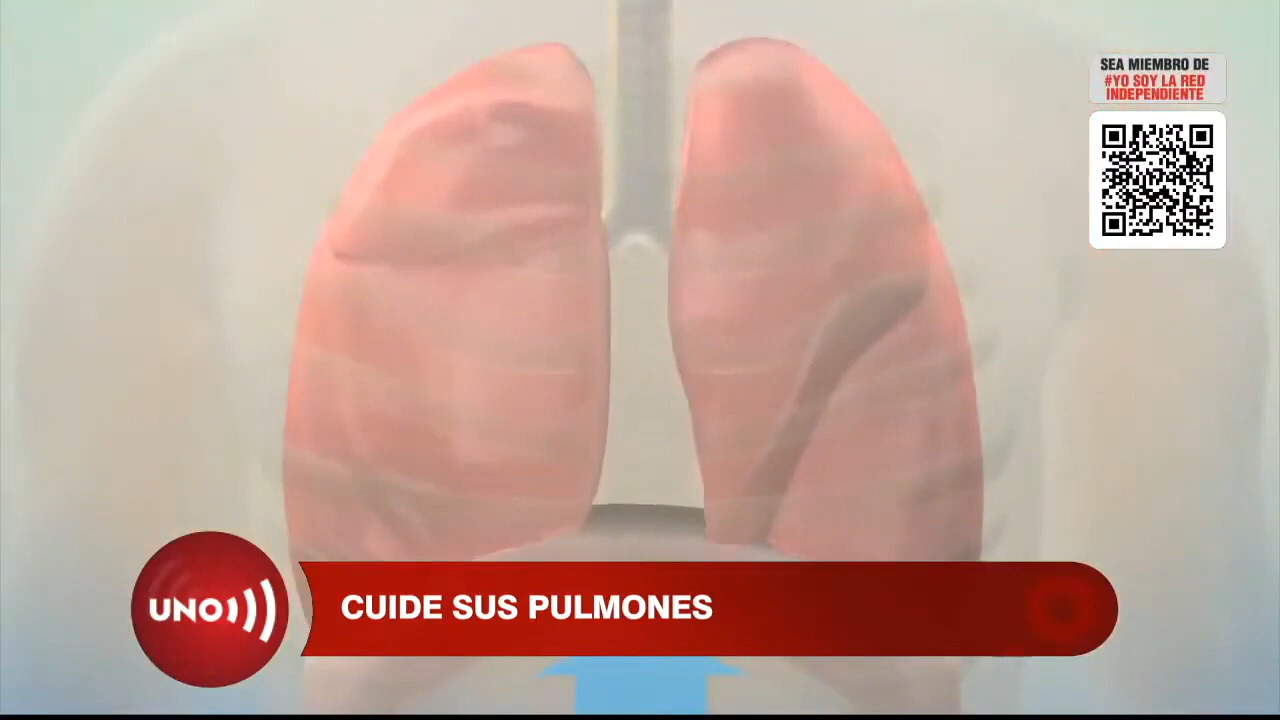 SEA MIEMBRO DE
#YO SOY LA RED
INDEPENDIENTE
UNO
CUIDE SUS PULMONES